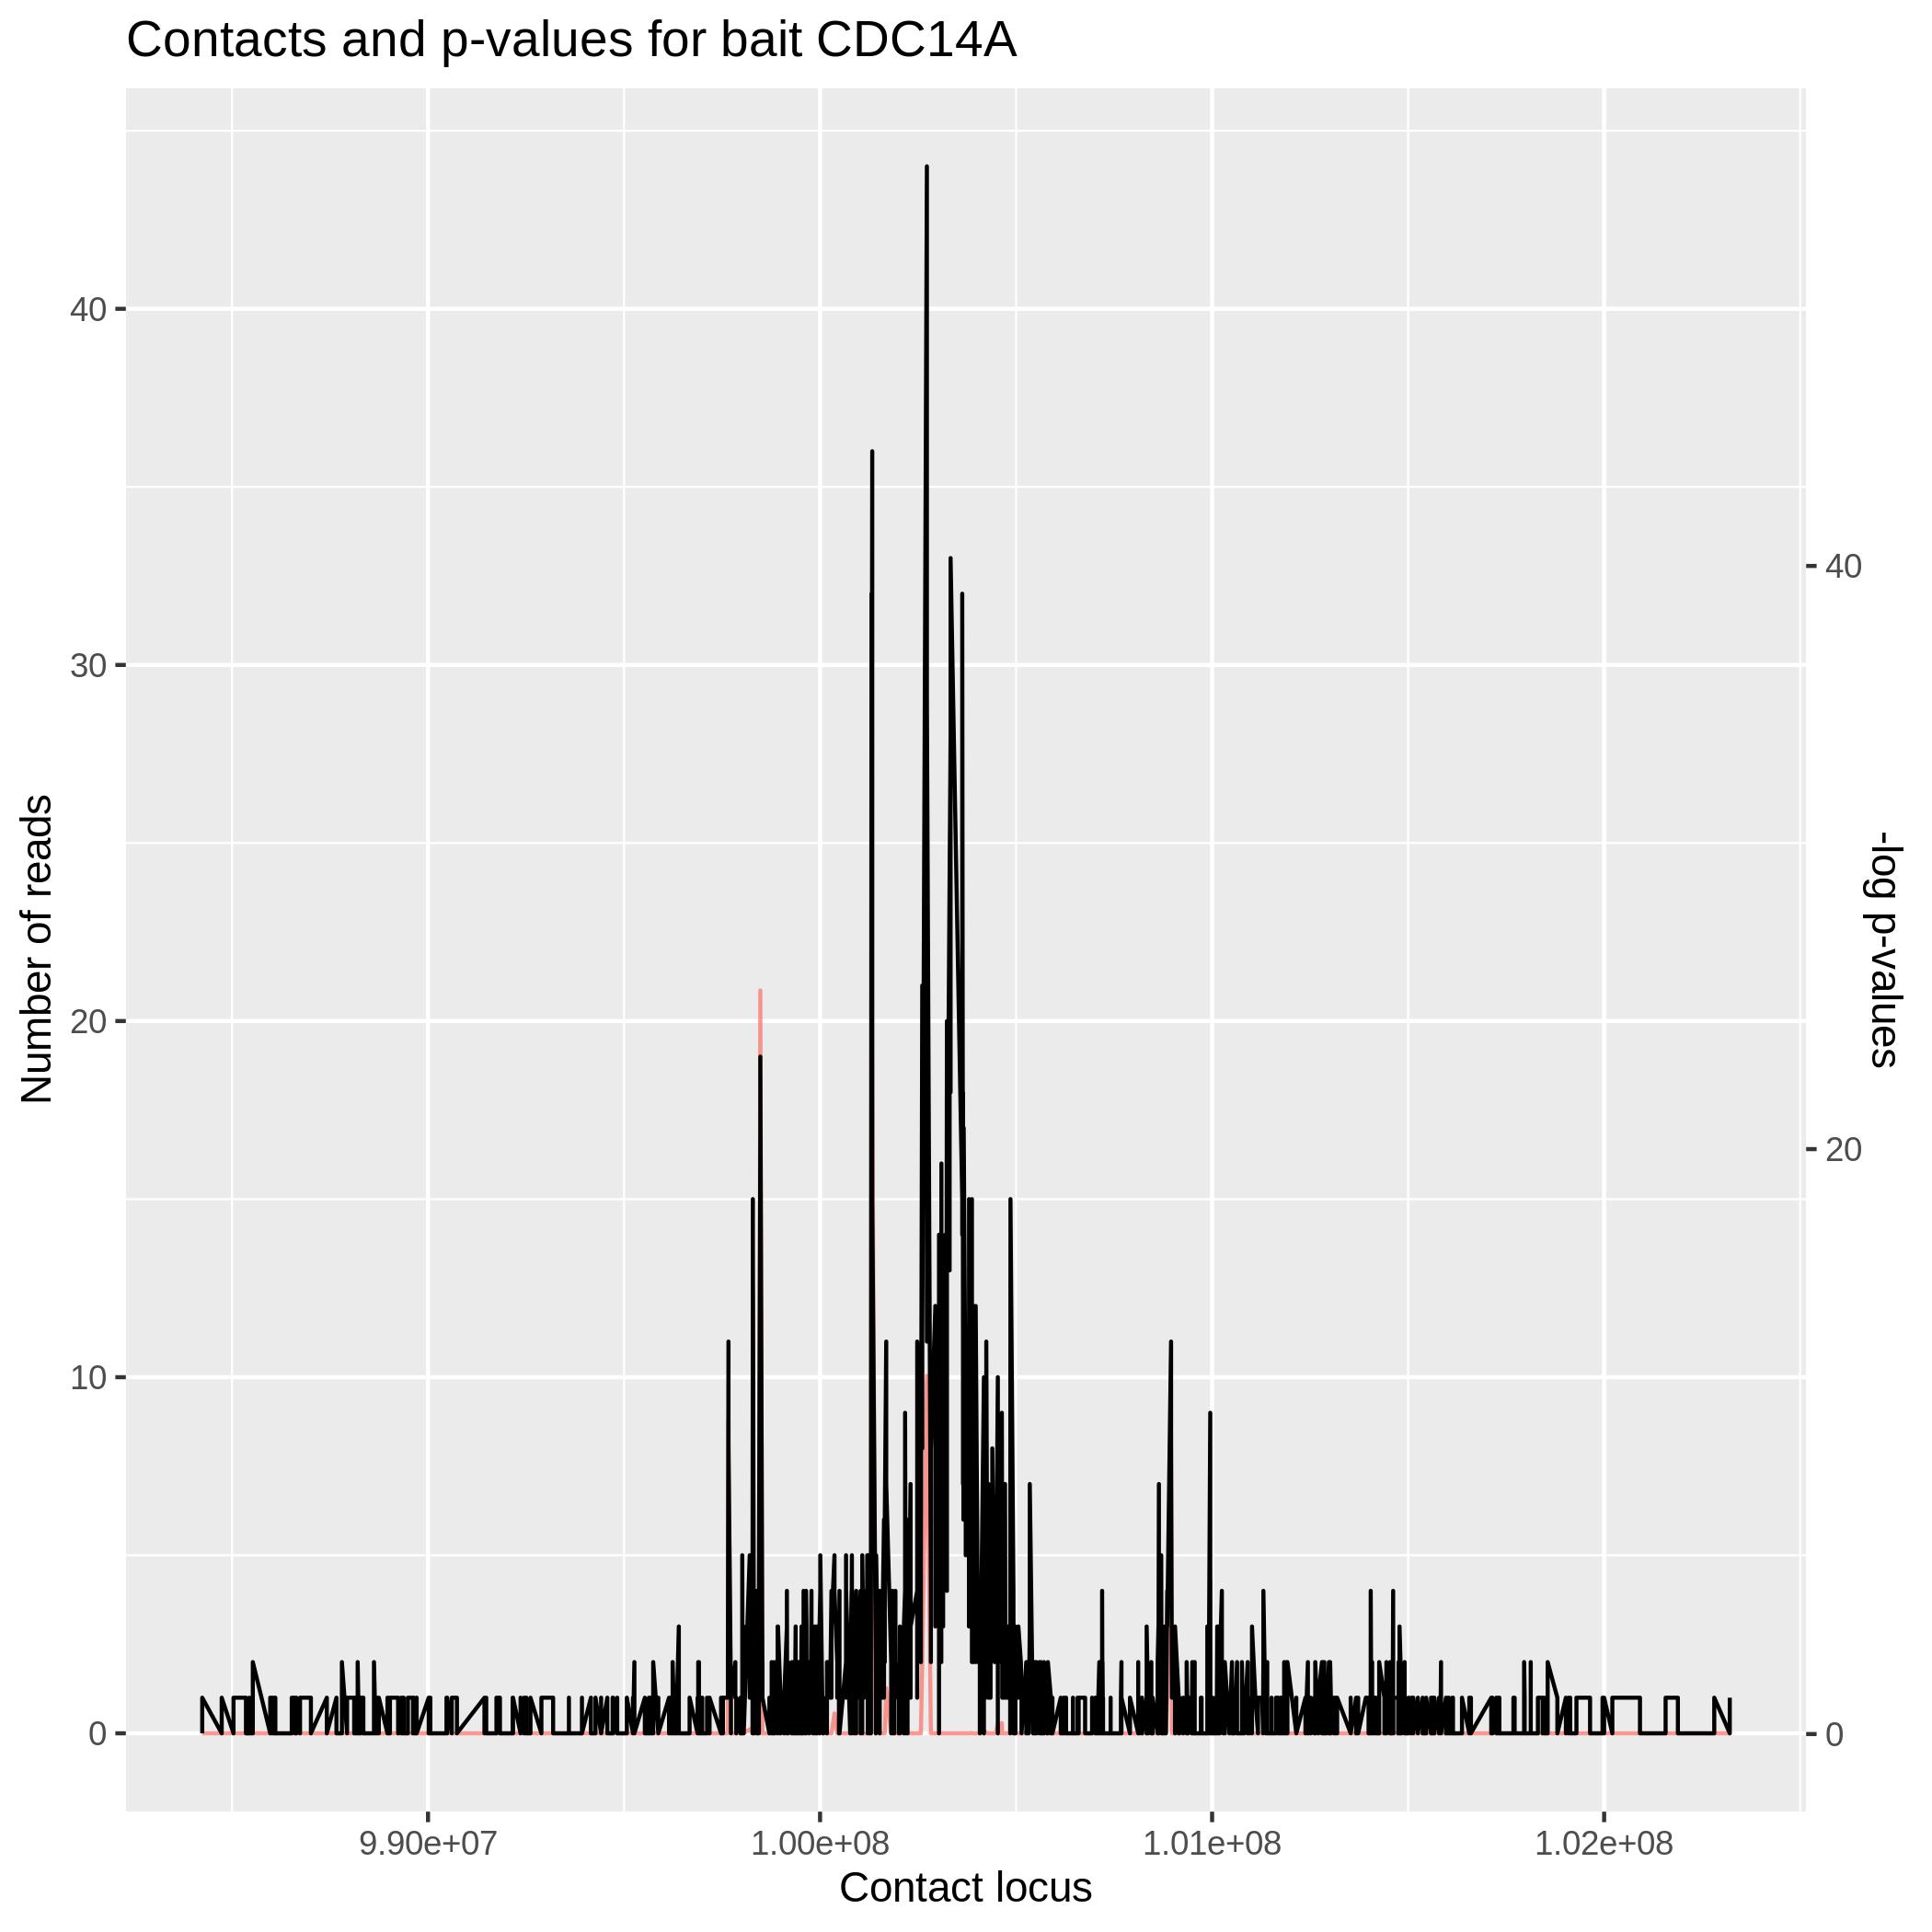 Contacts and p-values for bait CDC14A
Number of reads
40
30
20
10
0
40
20
0
-log p-values
9.90e+07 1.00e+08 1.01e+08 1.02e+08
Contact locus